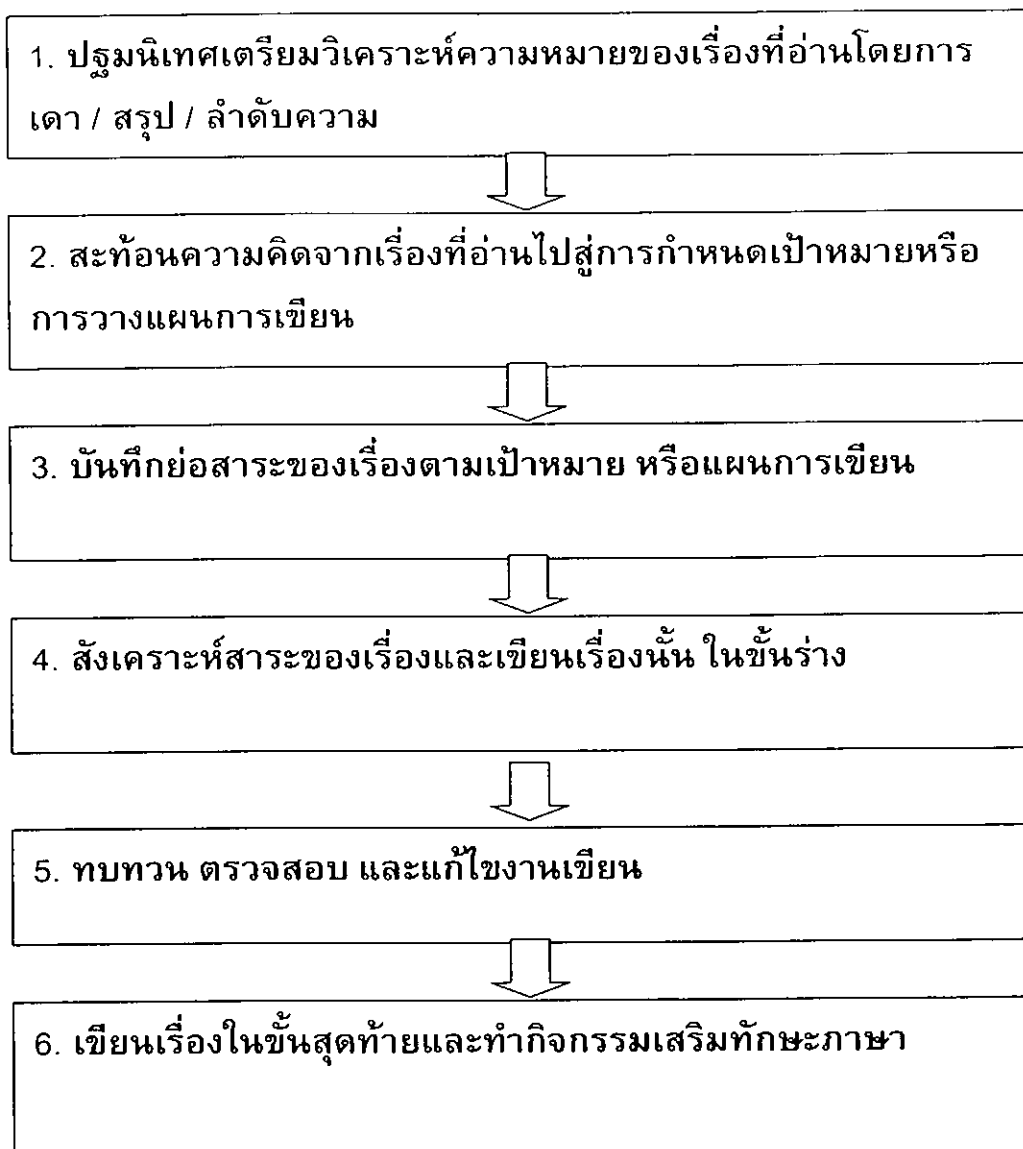 1. ปฐมนิเทศเตรียมวิเคราะห์ความหมายของเรื่องที่อ่านโดยการ
เดา / สรุป / ลำดับความ
2. สะท้อนความคิดจากเรื่องที่อ่านไปสู่การกำหนดเป้าหมายหรือ
การวางแผนการเขียน
3. บันทึกย่อสาระของเรื่องตามเป้าหมาย หรือแผนการเขียน
4. สังเคราะห์สาระของเรื่องและเขียนเรื่องนั้น ในขั้นร่าง
5. ทบทวน ตรวจสอบ และแก้ไขงานเขียน
6. เขียนเรื่องในขั้นสุดท้ายและทำกิจกรรมเสริมทักษะภาษา